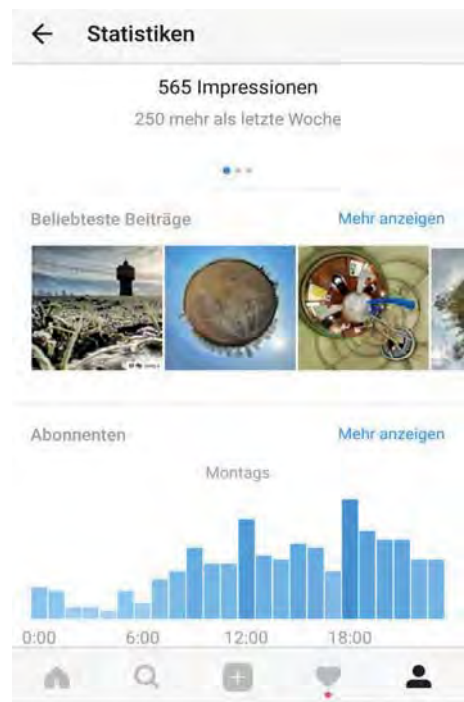 Statistiken
565 Impressionen
250 mehr als letzte Woche
Beliebteste Beiträge Mehr anzeigen
Abonnenten Mehr anzeigen
Montags
0:00 6:00 12:00 18:00